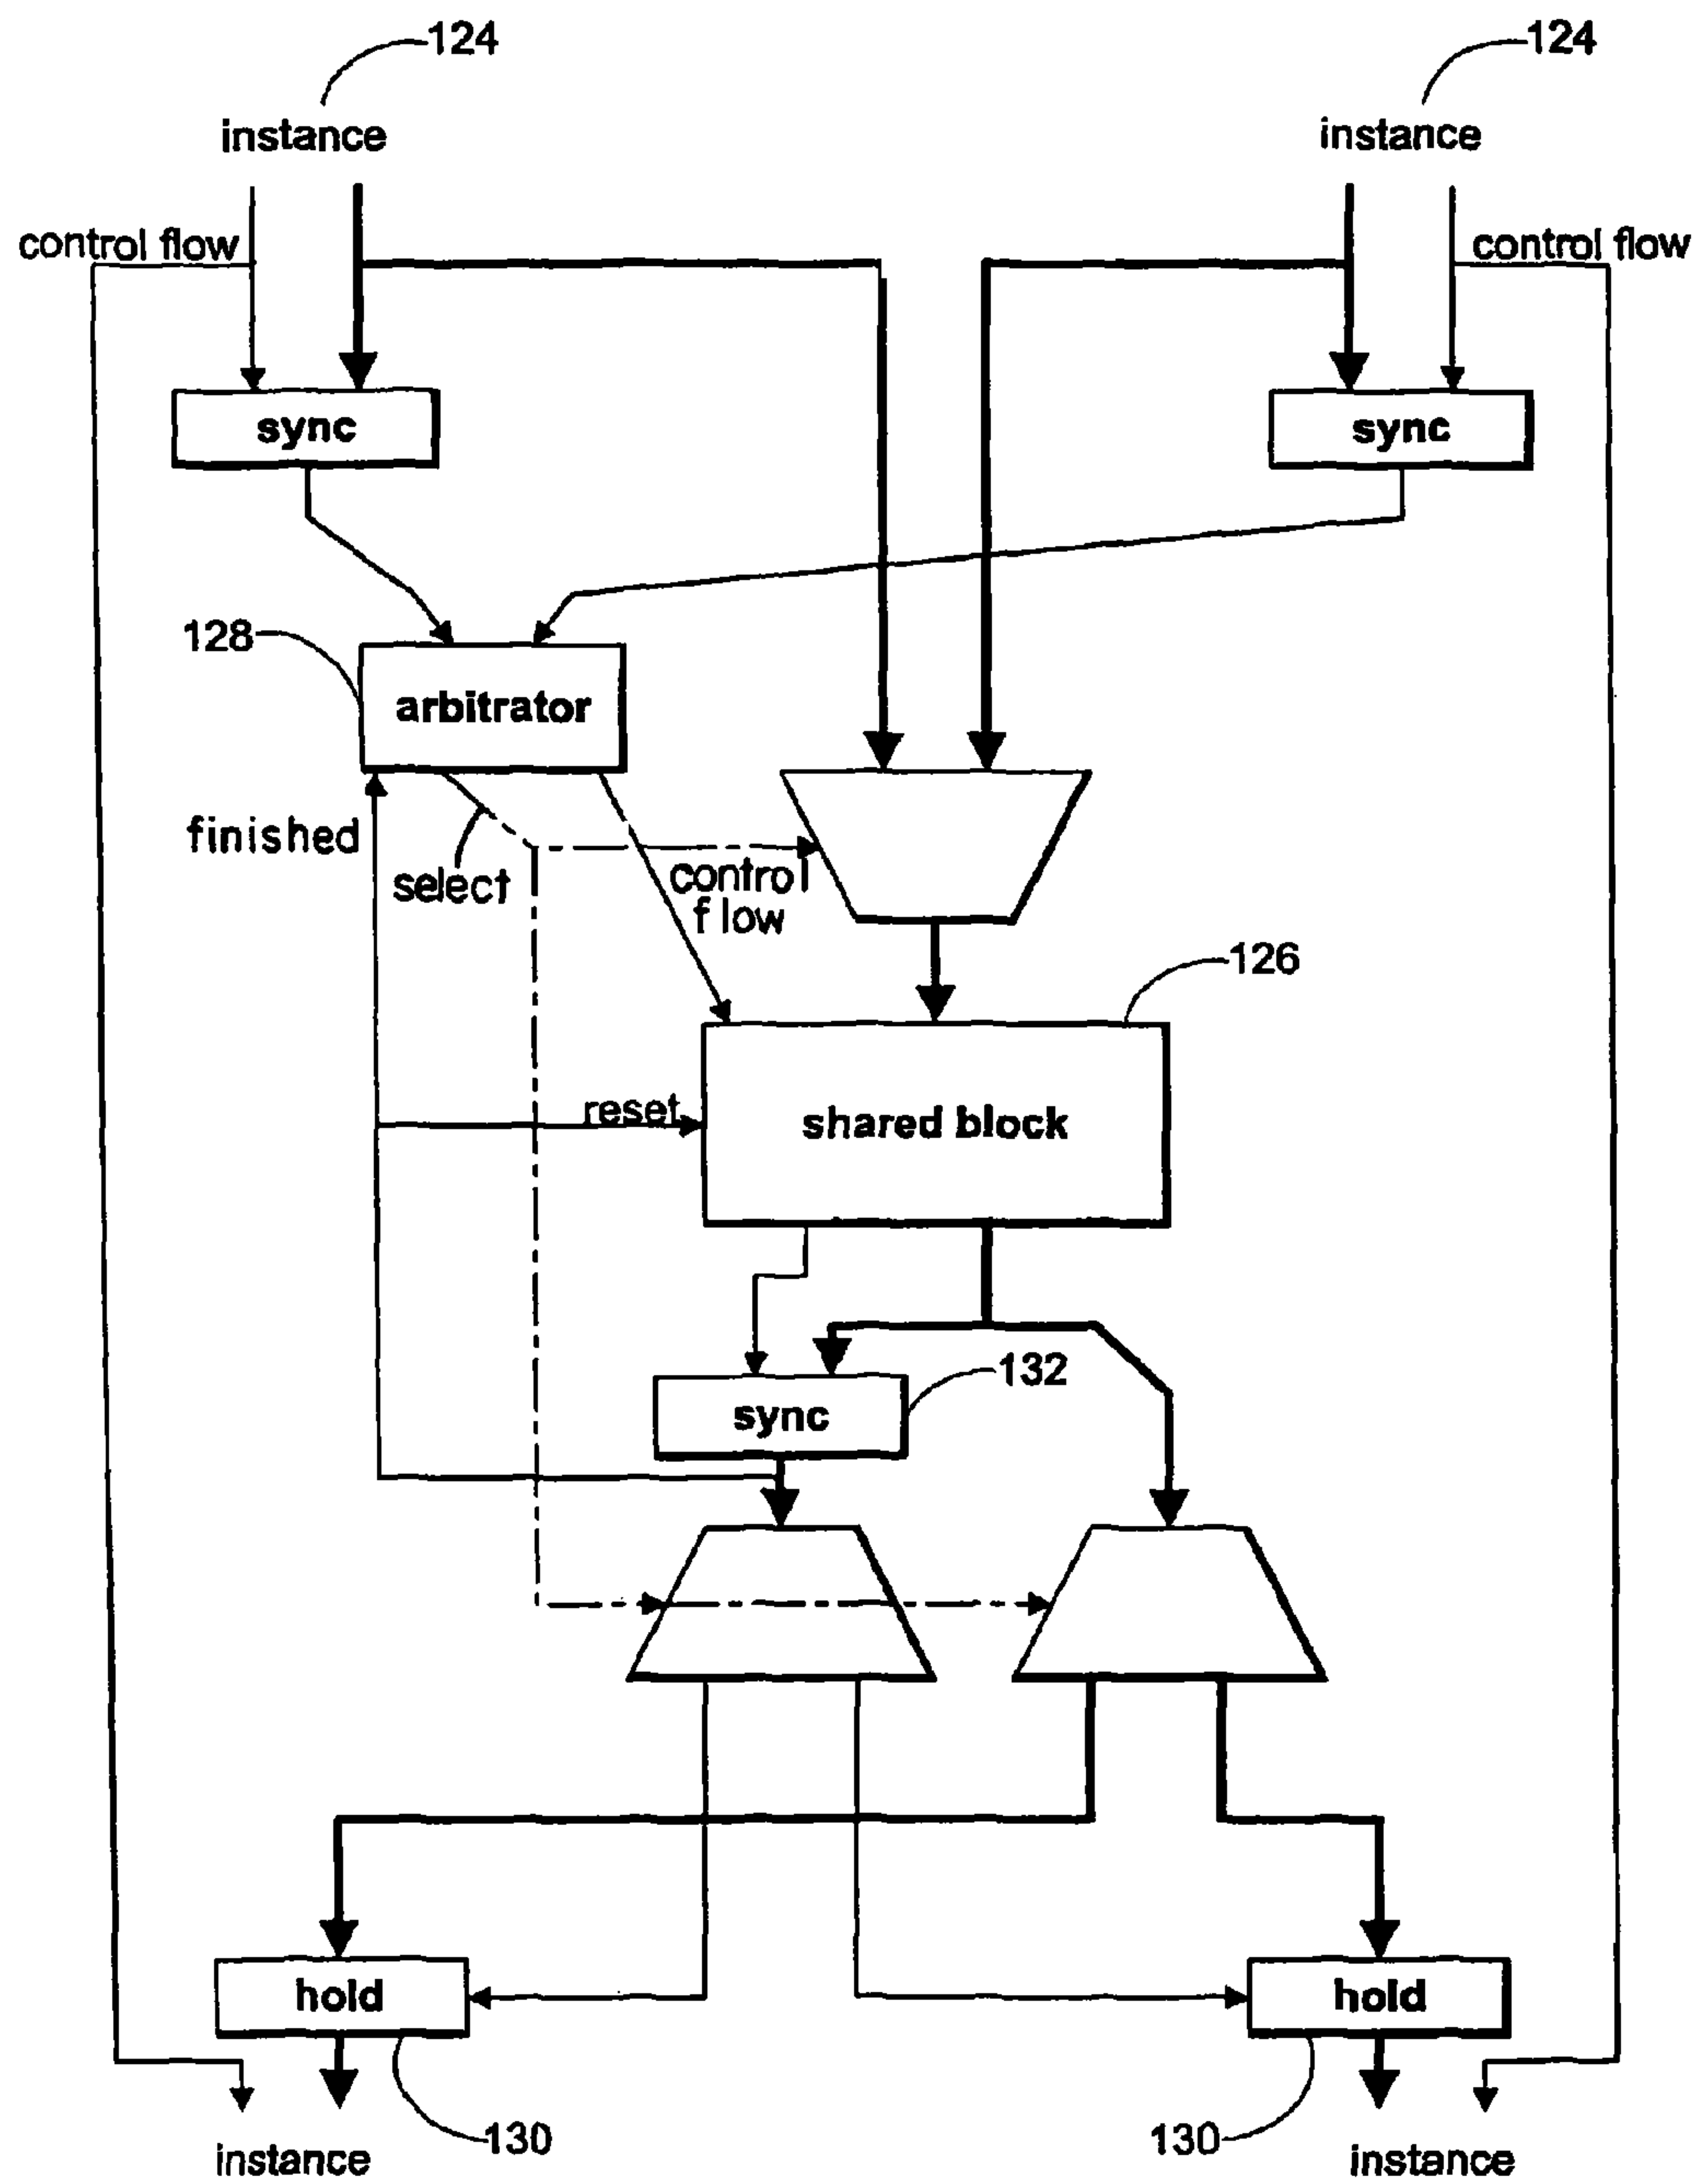 124
124
instance
instance
control flow
control flow
sync
sync
128
arbitrator
finished
select
control
flow
126
reset
shared block
132
sync
hold
hold
130
130
instance
instance